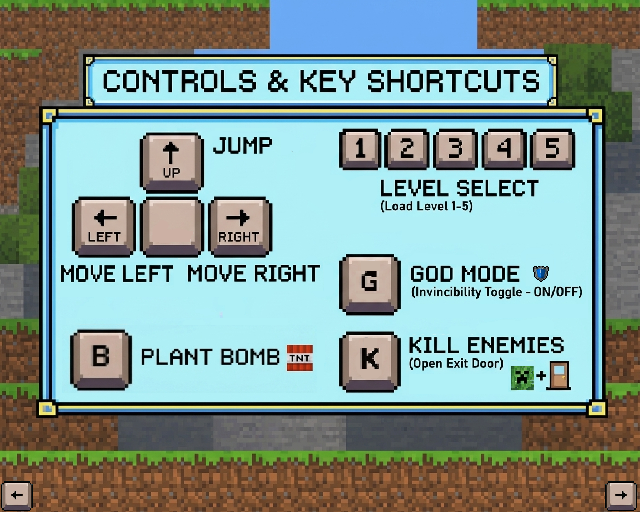 CONTROLS & KEY SHORTCUTS
UP
JUMP
LEFT
RIGHT
MOVE LEFT MOVE RIGHT
B
PLANT BOMB
TNT
1 2 3 4 5
LEVEL SELECT
(Load Level 1-5)
G
GOD MODE
(Invincibility Toggle - ON/OFF)
K
KILL ENEMIES
(Open Exit Door)